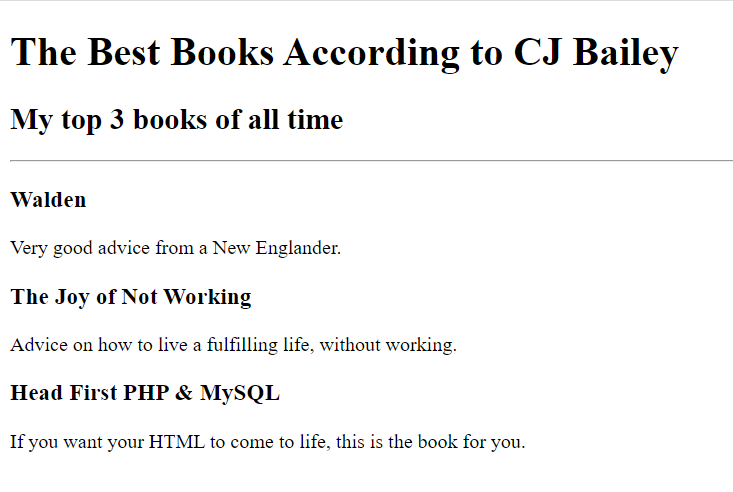 The Best Books According to CJ Bailey
My top 3 books of all time
Walden
Very good advice from a New Englander.
The Joy of Not Working
Advice on how to live a fulfilling life, without working.
Head First PHP & MySQL
If you want your HTML to come to life, this is the book for you.